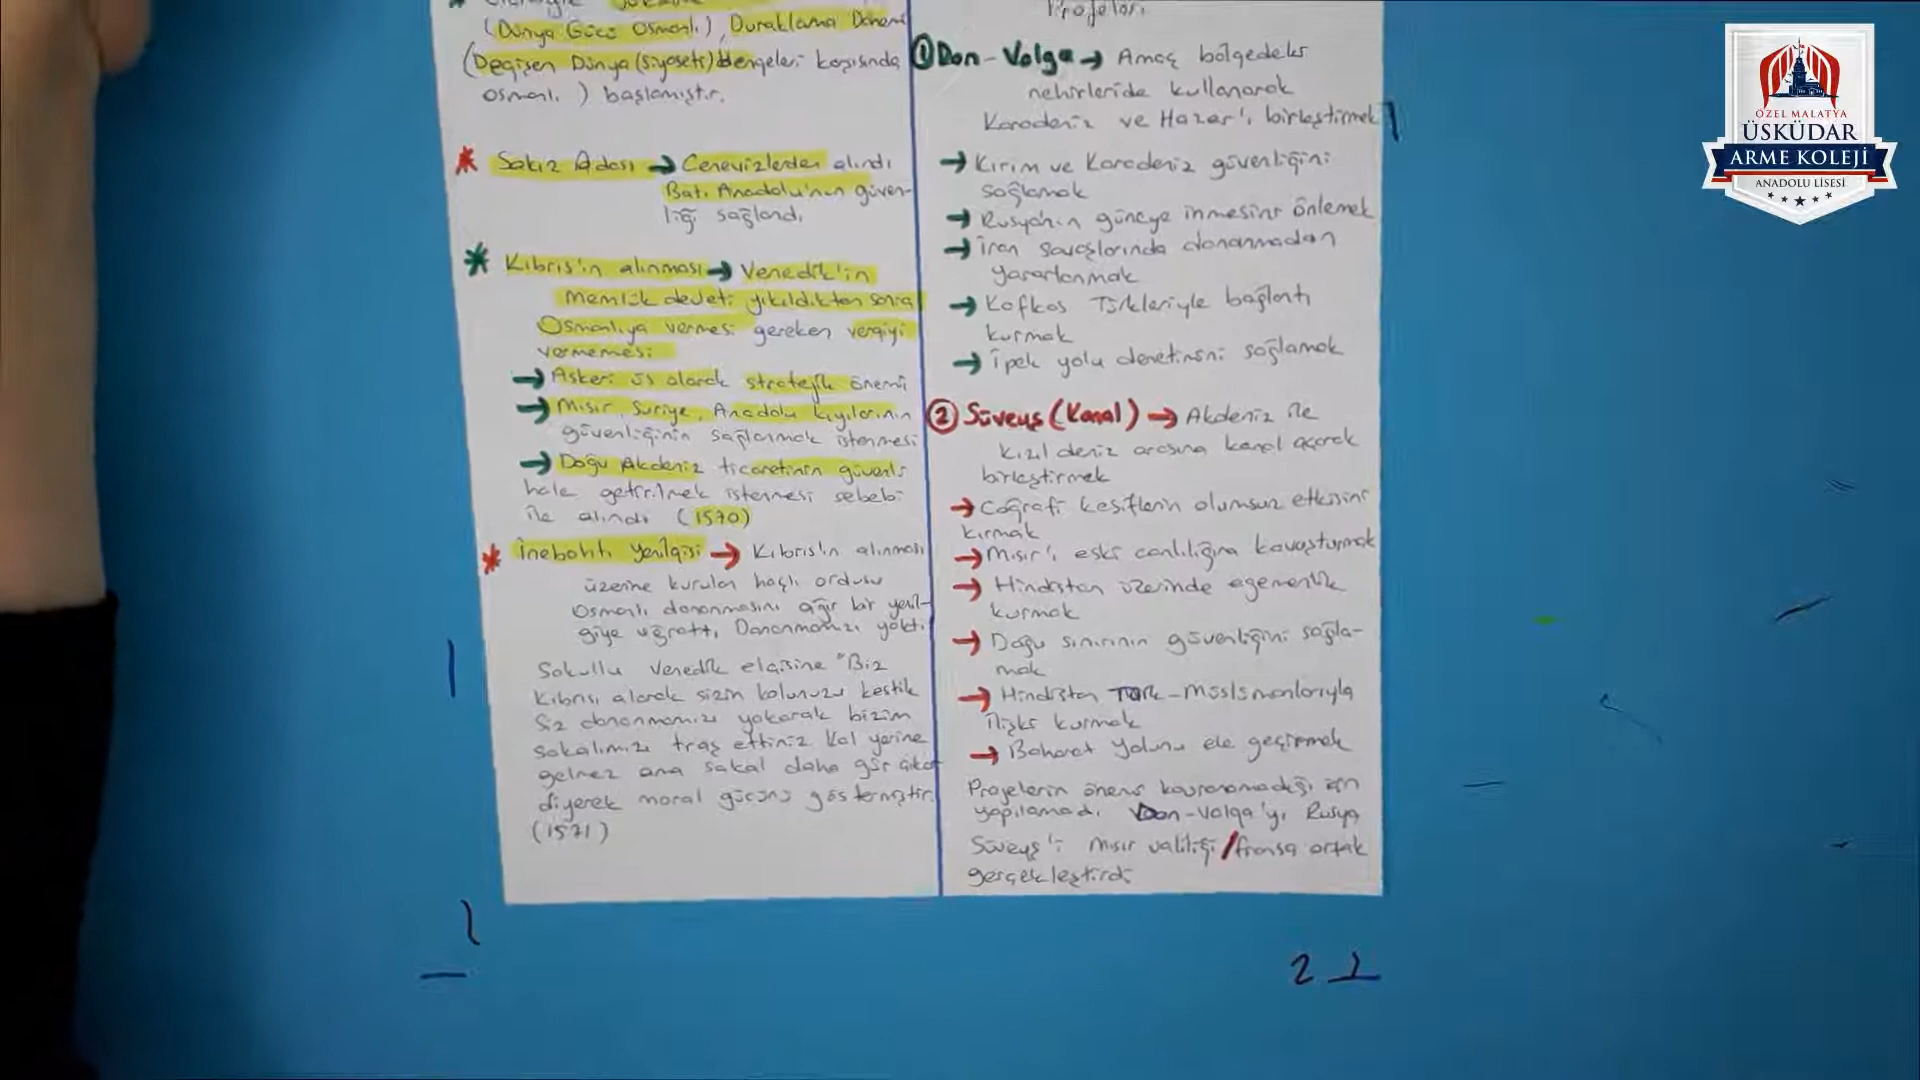 (Dünya Gücü Osmanlı), Duraklama Dönemi
(Değişen Dünya (siyaseti) dengeleri karşısında
Osmanlı) başlamıştır.
* Sakız Adası → Cenevizlerden alındı
Batı Anadolu'nun güven-
liği sağlandı.
* Kıbrıs'ın alınması → Venedik'in
Memlük devleti yıkıldıktan sonra
Osmanlıya vermesi gereken vergiyi
vermemesi
→ Askeri üs olarak stratejik önemi
→ Mısır, Suriye, Anadolu kıyılarının
güvenliğinin sağlanmak istenmesi
→ Doğu Akdeniz ticaretinin güvenli
hale getirilmek istenmesi sebebi
ile alındı (1570)
* İnebahtı yenilgisi → Kıbrıs'ın alınması
üzerine kurulan haçlı ordusu
Osmanlı donanmasını ağır bir yenil-
giye uğrattı. Donanmamızı yaktı
Sokullu Venedik elçisine "Biz
Kıbrısı alarak sizin kolunuzu kestik
Siz donanmamızı yakarak bizim
sakalımızı traş ettiniz Kol yerine
gelmez ama sakal daha gür çıkar
diyerek moral gücünü göstermiştir.
(1571)
Projeleri
① Don-Volga → Amaç bölgedeki
nehirleride kullanarak
Karadeniz ve Hazar'ı birleştirmek
→ Kırım ve Karadeniz güvenliğini
sağlamak
→ Rusya'nın güneye inmesini önlemek
→ İran savaşlarında donanmadan
yararlanmak
→ Kafkas Türkleriyle bağlantı
kurmak
→ İpek yolu denetimini sağlamak
② Süveyş (Kanal) → Akdeniz ile
Kızıl deniz arasına kanal açarak
birleştirmek
→ Coğrafi keşiflerin olumsuz etkisini
kırmak
→ Mısır'ı eski canlılığına kavuşturmak
→ Hindistan üzerinde egemenlik
kurmak
→ Doğu sınırının güvenliğini sağla-
mak
→ Hindistan Türk-Müslümanlarıyla
ilişki kurmak
→ Baharat Yolunu ele geçirmek
Projelerin önemi kavranamadığı için
yapılamadı. Don-Volga'yı Rusya
Süveyş'i Mısır valiliği/Fransa ortak
gerçekleştirdi
2 1
ÖZEL MALATYA
ÜSKÜDAR
ARME KOLEJİ
ANADOLU LİSESİ